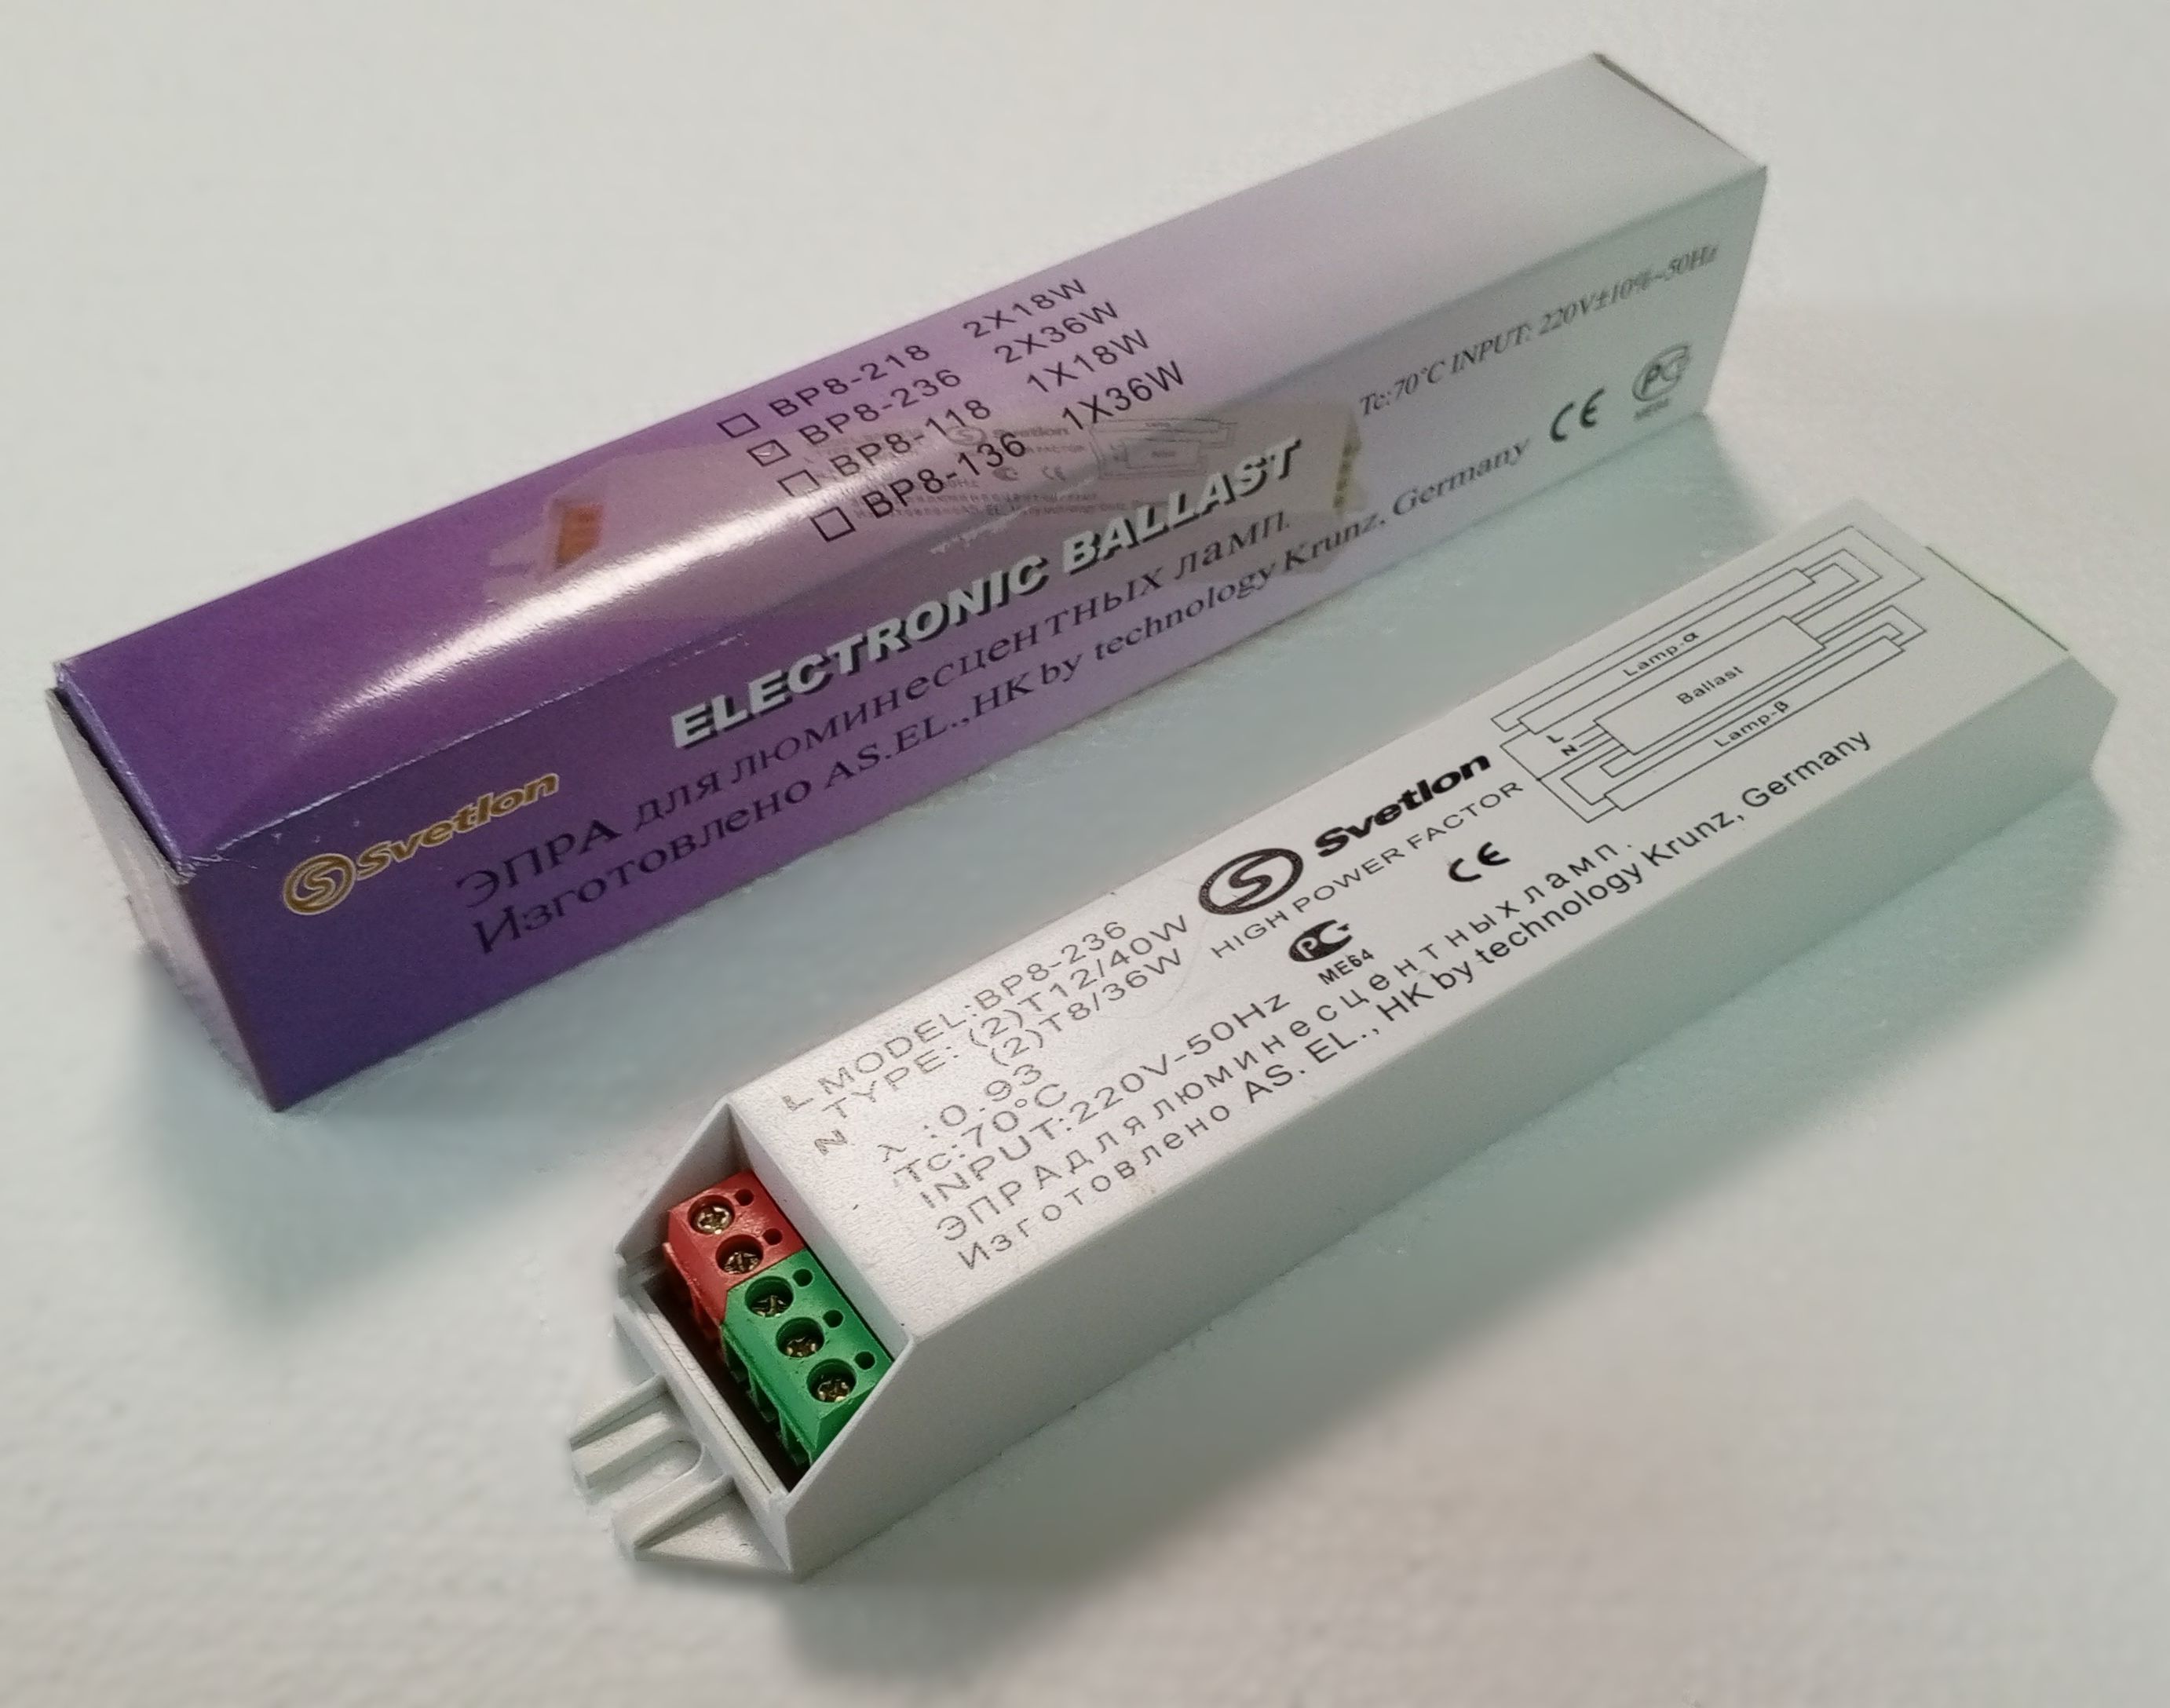 BP8-218 2X18W
BP8-236 2X36W
BP8-118 1X18W
BP8-136 1X36W
Svetlon
ELECTRONIC BALLAST
ЭПРА для люминесцентных ламп.
Изготовлено AS.EL.,HK by technology Krunz, Germany
Tc:70°C INPUT: 220V±10%~50Hz
CE
РС
ME64
L
N
MODEL:BP8-236
TYPE: (2)T12/40W
(2)T8/36W
λ :0.93
Tc:70°C
INPUT:220V-50Hz
ЭПРА для люминесцентных ламп.
Изготовлено AS. EL., HK by technology Krunz, Germany
Svetlon
HIGH POWER FACTOR
РС
ME64
CE
Lamp-α
Ballast
Lamp-β
L
N